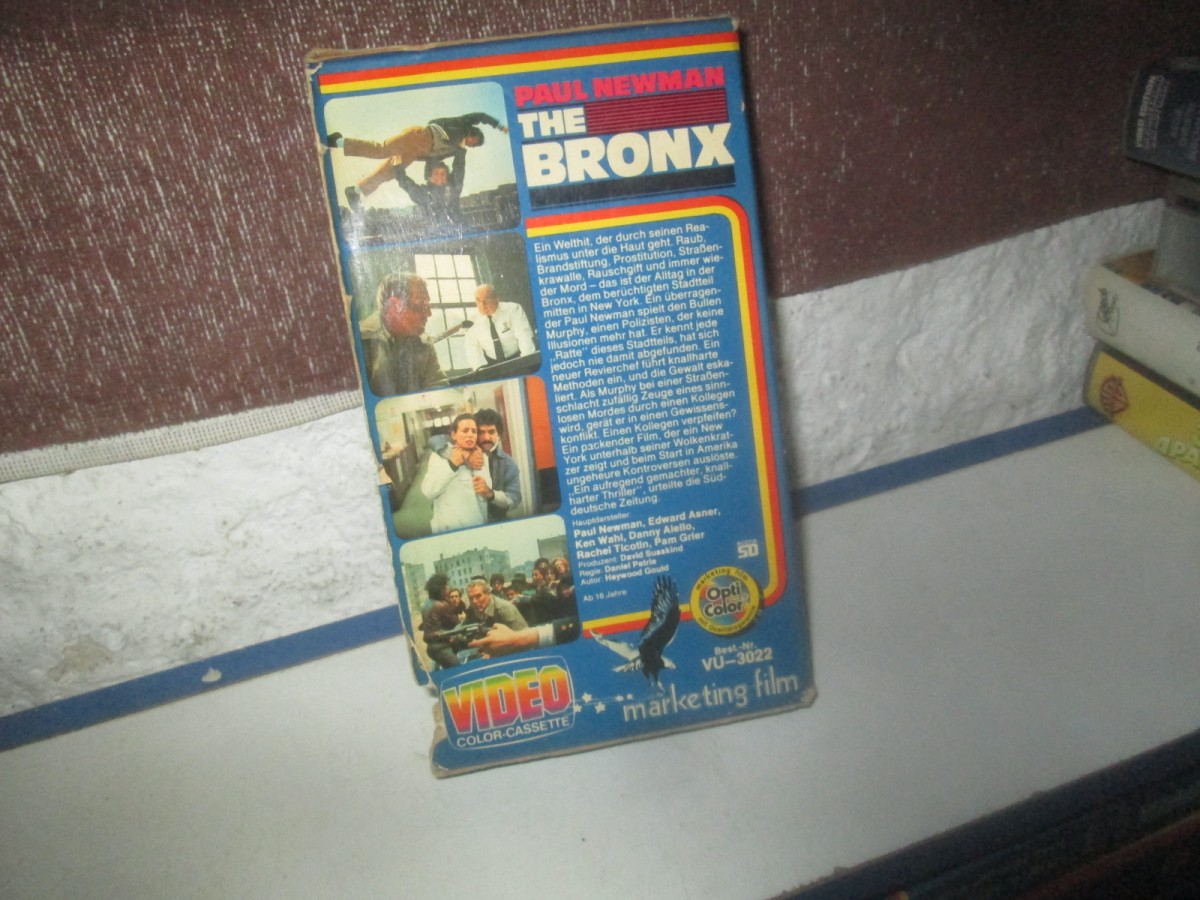 PAUL NEWMAN
THE
BRONX
Ein Welthit, der durch seinen Rea-
lismus unter die Haut geht. Raub,
Brandstiftung, Prostitution, Straßen-
krawalle, Rauschgift und immer wie-
der Mord – das ist der Alltag in der
Bronx, dem berüchtigten Stadtteil
mitten in New York. Ein überragen-
der Paul Newman spielt den Bullen
Murphy, einen Polizisten, der keine
Illusionen mehr hat. Er kennt jede
„Ratte" dieses Stadtteils, hat sich
jedoch nie damit abgefunden. Ein
neuer Revierchef führt knallharte
Methoden ein, und die Gewalt eska-
liert. Als Murphy bei einer Straßen-
schlacht zufällig Zeuge eines sinn-
losen Mordes durch einen Kollegen
wird, gerät er in einen Gewissens-
konflikt. Einen Kollegen verpfeifen?
Ein packender Film, der ein New
York unterhalb seiner Wolkenkrat-
zer zeigt und beim Start in Amerika
ungeheure Kontroversen auslöste.
„Ein aufregend gemachter, knall-
harter Thriller", urteilte die Süd-
deutsche Zeitung.
Hauptdarsteller:
Paul Newman, Edward Asner,
Ken Wahl, Danny Aiello,
Rachel Ticotin, Pam Grier
Produzent: David Susskind
Regie: Daniel Petrie
Autor: Heywood Gould
Ab 16 Jahre
SD
marketing film
Opti
Color
Best.-Nr.
VU–3022
VIDEO
COLOR-CASSETTE
marketing film
APA